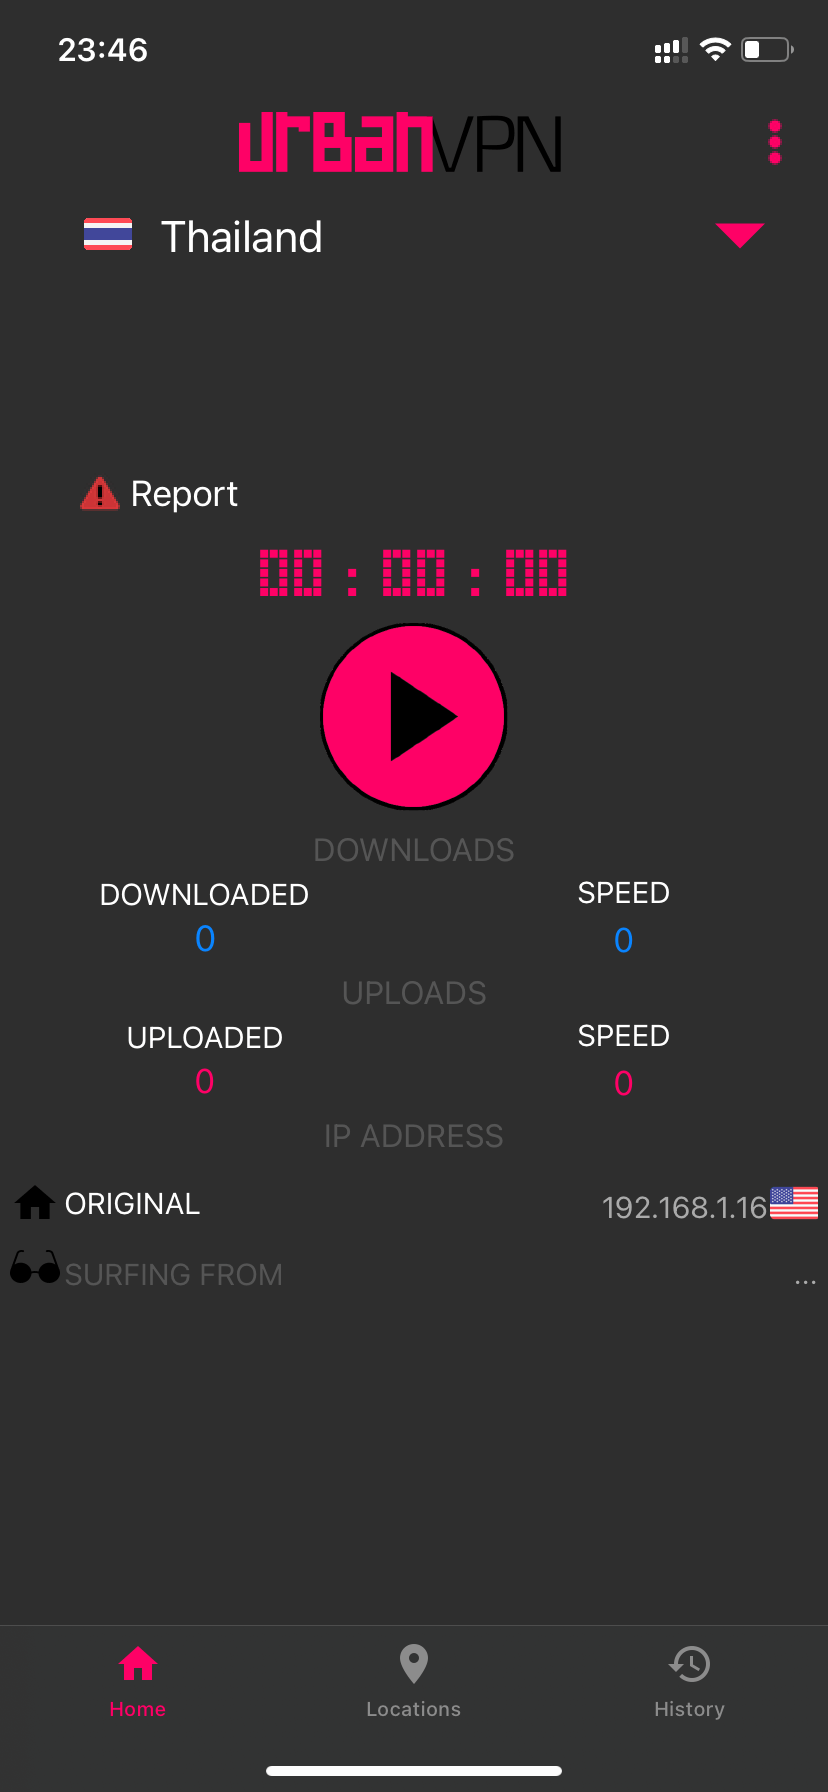 23:46
urbanVPN
Thailand
Report
00 : 00 : 00
DOWNLOADS
DOWNLOADED SPEED
0 0
UPLOADS
UPLOADED SPEED
0 0
IP ADDRESS
ORIGINAL 192.168.1.16
SURFING FROM ...
Home Locations History